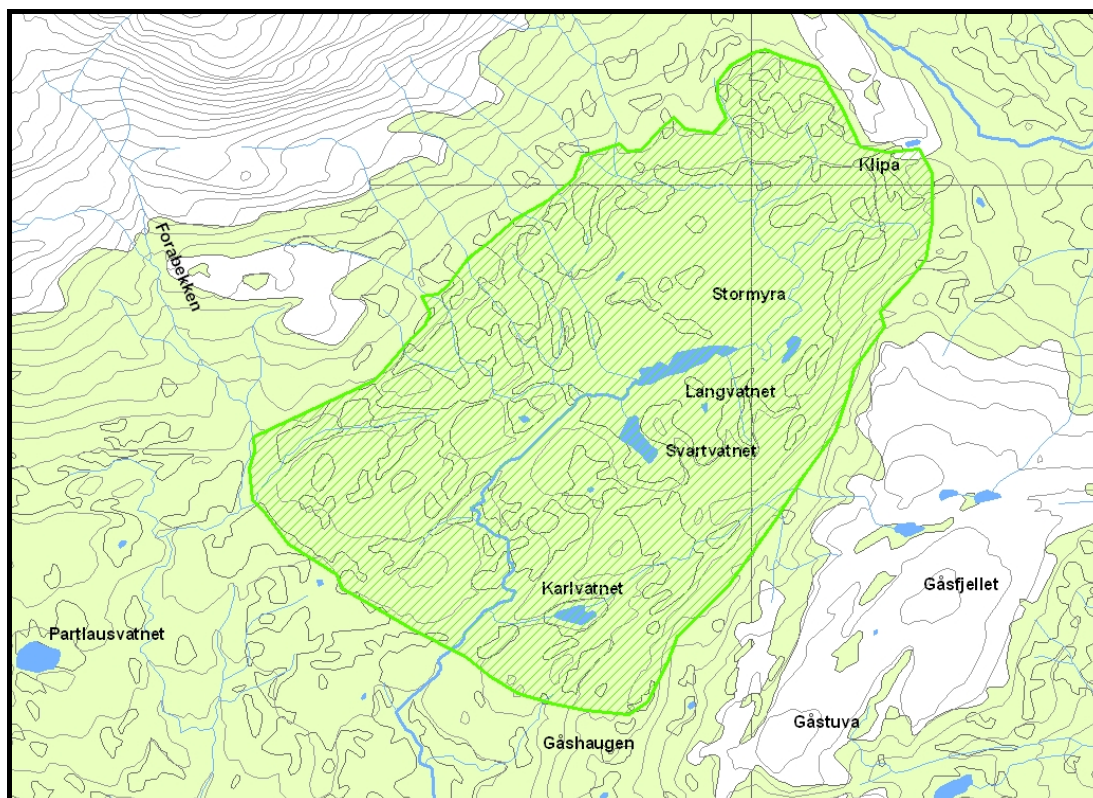 Klipa
Forabekken
Stormyra
Langvatnet
Svartvatnet
Karlvatnet
Gåsfjellet
Partlausvatnet
Gåstuva
Gåshaugen